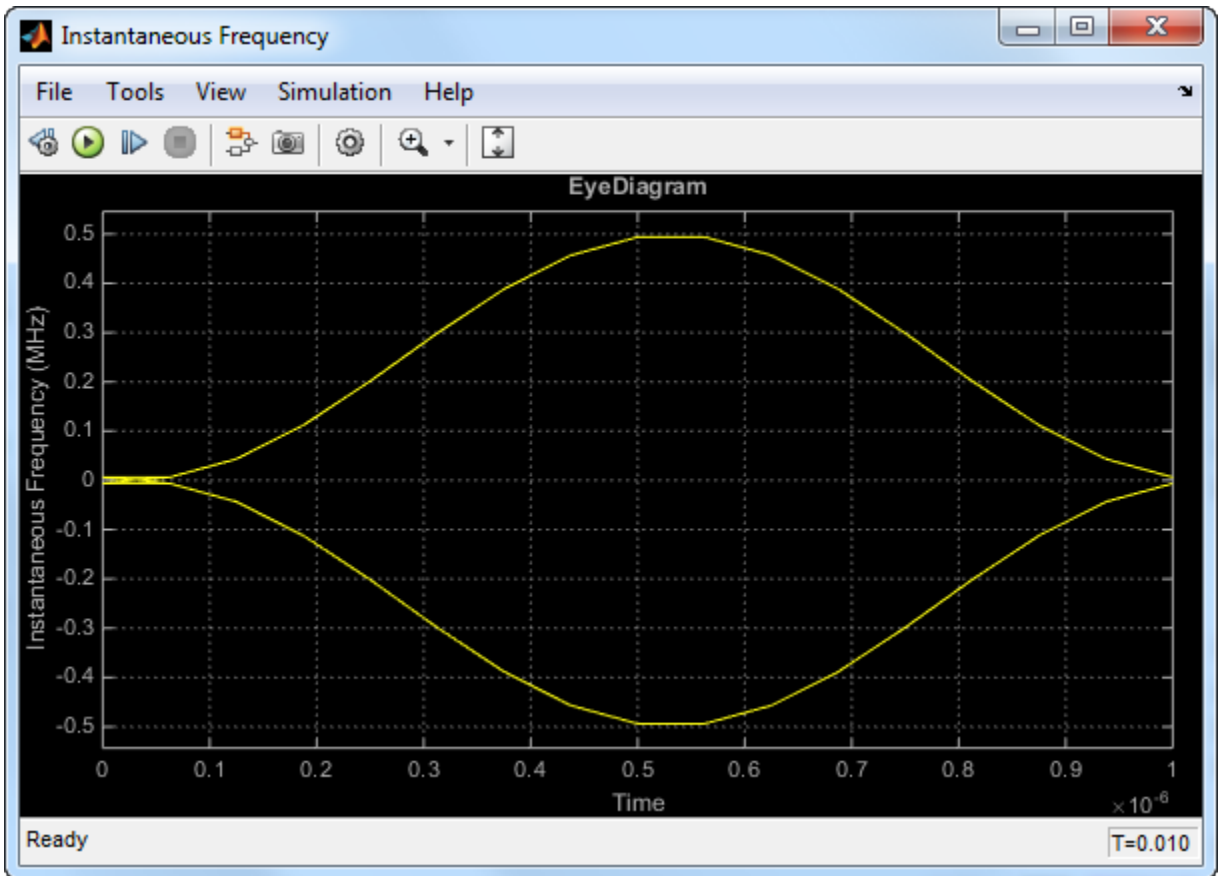 Instantaneous Frequency
File Tools View Simulation Help
EyeDiagram
Instantaneous Frequency (MHz)
0.5
0.4
0.3
0.2
0.1
0
-0.1
-0.2
-0.3
-0.4
-0.5
0 0.1 0.2 0.3 0.4 0.5 0.6 0.7 0.8 0.9 1
Time
×10⁻⁶
Ready
T=0.010